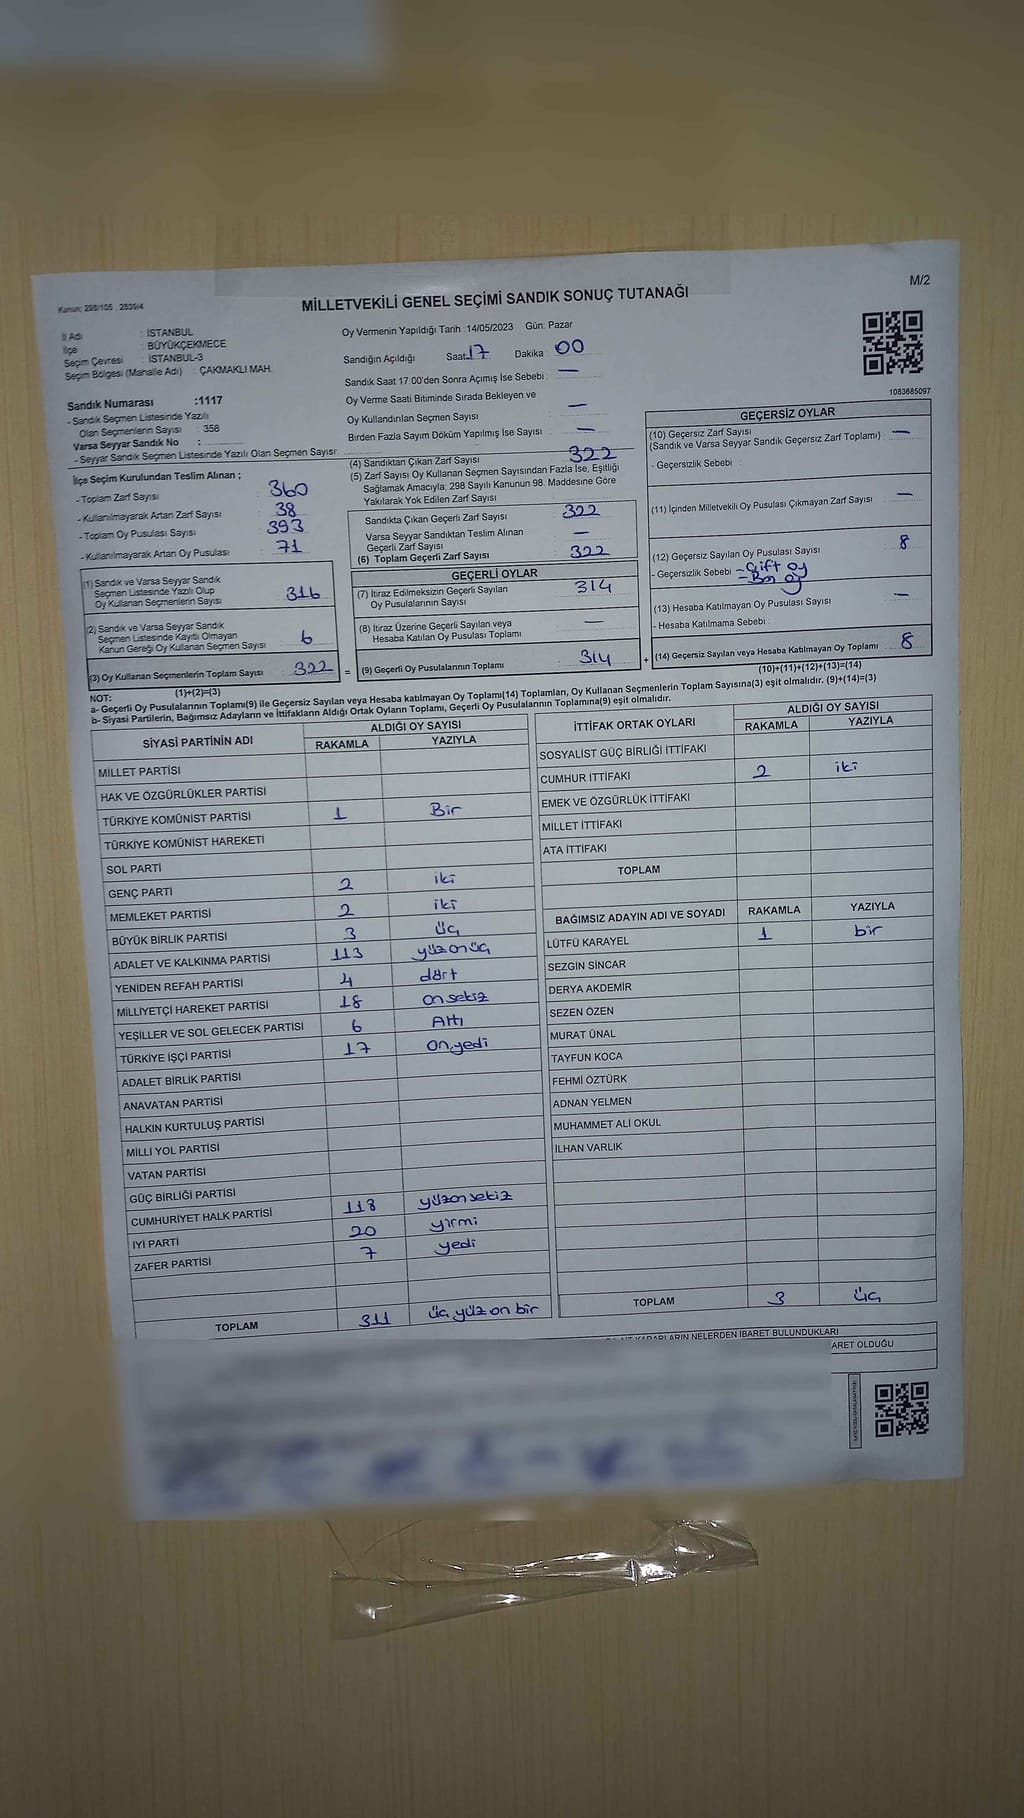 M/2
Kanun: 298/105 , 2839/4
MİLLETVEKİLİ GENEL SEÇİMİ SANDIK SONUÇ TUTANAĞI
İl Adı : İSTANBUL
İlçe : BÜYÜKÇEKMECE
Seçim Çevresi : İSTANBUL-3
Seçim Bölgesi (Mahalle Adı) : ÇAKMAKLI MAH.
Sandık Numarası :1117
- Sandık Seçmen Listesinde Yazılı
Olan Seçmenlerin Sayısı : 358
Varsa Seyyar Sandık No :
- Seyyar Sandık Seçmen Listesinde Yazılı Olan Seçmen Sayısı:
Oy Vermenin Yapıldığı Tarih :14/05/2023 Gün: Pazar
Sandığın Açıldığı Saat 17 Dakika : 00
Sandık Saat 17.00'den Sonra Açımış İse Sebebi : —
Oy Verme Saati Bitiminde Sırada Bekleyen ve
Oy Kullandırılan Seçmen Sayısı : —
Birden Fazla Sayım Döküm Yapılmış İse Sayısı : —
1083685097
İlçe Seçim Kurulundan Teslim Alınan ;
- Toplam Zarf Sayısı : 360
- Kullanılmayarak Artan Zarf Sayısı : 38
- Toplam Oy Pusulası Sayısı : 393
- Kullanılmayarak Artan Oy Pusulası : 71
(1) Sandık ve Varsa Seyyar Sandık
Seçmen Listesinde Yazılı Olup
Oy Kullanan Seçmenlerin Sayısı : 316
(2) Sandık ve Varsa Seyyar Sandık
Seçmen Listesinde Kayıtlı Olmayan
Kanun Gereği Oy Kullanan Seçmen Sayısı : 6
(3) Oy Kullanan Seçmenlerin Toplam Sayısı : 322 =
(1)+(2)=(3)
(4) Sandıktan Çıkan Zarf Sayısı : 322
(5) Zarf Sayısı Oy Kullanan Seçmen Sayısından Fazla İse, Eşitliği
Sağlamak Amacıyla; 298 Sayılı Kanunun 98. Maddesine Göre
Yakılarak Yok Edilen Zarf Sayısı :
Sandıkta Çıkan Geçerli Zarf Sayısı : 322
Varsa Seyyar Sandıktan Teslim Alınan
Geçerli Zarf Sayısı : —
(6) Toplam Geçerli Zarf Sayısı : 322
GEÇERLİ OYLAR
(7) İtiraz Edilmeksizin Geçerli Sayılan
Oy Pusulalarının Sayısı : 314
(8) İtiraz Üzerine Geçerli Sayılan veya
Hesaba Katılan Oy Pusulası Toplamı : —
(9) Geçerli Oy Pusulalarının Toplamı : 314 +
GEÇERSİZ OYLAR
(10) Geçersiz Zarf Sayısı
(Sandık ve Varsa Seyyar Sandık Geçersiz Zarf Toplamı) : —
- Geçersizlik Sebebi :
(11) İçinden Milletvekili Oy Pusulası Çıkmayan Zarf Sayısı : —
(12) Geçersiz Sayılan Oy Pusulası Sayısı : 8
- Geçersizlik Sebebi : - Çift oy
- Boş oy
(13) Hesaba Katılmayan Oy Pusulası Sayısı : —
- Hesaba Katılmama Sebebi :
(14) Geçersiz Sayılan veya Hesaba Katılmayan Oy Toplamı : 8
(10)+(11)+(12)+(13)=(14)
NOT:
a- Geçerli Oy Pusulalarının Toplamı(9) ile Geçersiz Sayılan veya Hesaba katılmayan Oy Toplamı(14) Toplamları, Oy Kullanan Seçmenlerin Toplam Sayısına(3) eşit olmalıdır. (9)+(14)=(3)
b- Siyasi Partilerin, Bağımsız Adayların ve İttifakların Aldığı Ortak Oyların Toplamı, Geçerli Oy Pusulalarının Toplamına(9) eşit olmalıdır.
SİYASİ PARTİNİN ADI ALDIĞI OY SAYISI
RAKAMLA YAZIYLA
MİLLET PARTİSİ
HAK VE ÖZGÜRLÜKLER PARTİSİ
TÜRKİYE KOMÜNİST PARTİSİ 1 Bir
TÜRKİYE KOMÜNİST HAREKETİ
SOL PARTİ
GENÇ PARTİ 2 iki
MEMLEKET PARTİSİ 2 iki
BÜYÜK BİRLİK PARTİSİ 3 üç
ADALET VE KALKINMA PARTİSİ 113 yüz on üç
YENİDEN REFAH PARTİSİ 4 dört
MİLLİYETÇİ HAREKET PARTİSİ 18 on sekiz
YEŞİLLER VE SOL GELECEK PARTİSİ 6 Altı
TÜRKİYE İŞÇİ PARTİSİ 17 on yedi
ADALET BİRLİK PARTİSİ
ANAVATAN PARTİSİ
HALKIN KURTULUŞ PARTİSİ
MİLLİ YOL PARTİSİ
VATAN PARTİSİ
GÜÇ BİRLİĞİ PARTİSİ
CUMHURİYET HALK PARTİSİ 118 yüzonsekiz
İYİ PARTİ 20 yirmi
ZAFER PARTİSİ 7 yedi
TOPLAM 311 üç yüz on bir
İTTİFAK ORTAK OYLARI ALDIĞI OY SAYISI
RAKAMLA YAZIYLA
SOSYALİST GÜÇ BİRLİĞİ İTTİFAKI
CUMHUR İTTİFAKI 2 iki
EMEK VE ÖZGÜRLÜK İTTİFAKI
MİLLET İTTİFAKI
ATA İTTİFAKI
TOPLAM
BAĞIMSIZ ADAYIN ADI VE SOYADI RAKAMLA YAZIYLA
LÜTFÜ KARAYEL 1 bir
SEZGİN SİNCAR
DERYA AKDEMİR
SEZEN ÖZEN
MURAT ÜNAL
TAYFUN KOCA
FEHMİ ÖZTÜRK
ADNAN YELMEN
MUHAMMET ALİ OKUL
İLHAN VARLIK
TOPLAM 3 üç
KARARLARIN NELERDEN İBARET BULUNDUKLARI
ARET OLDUĞU